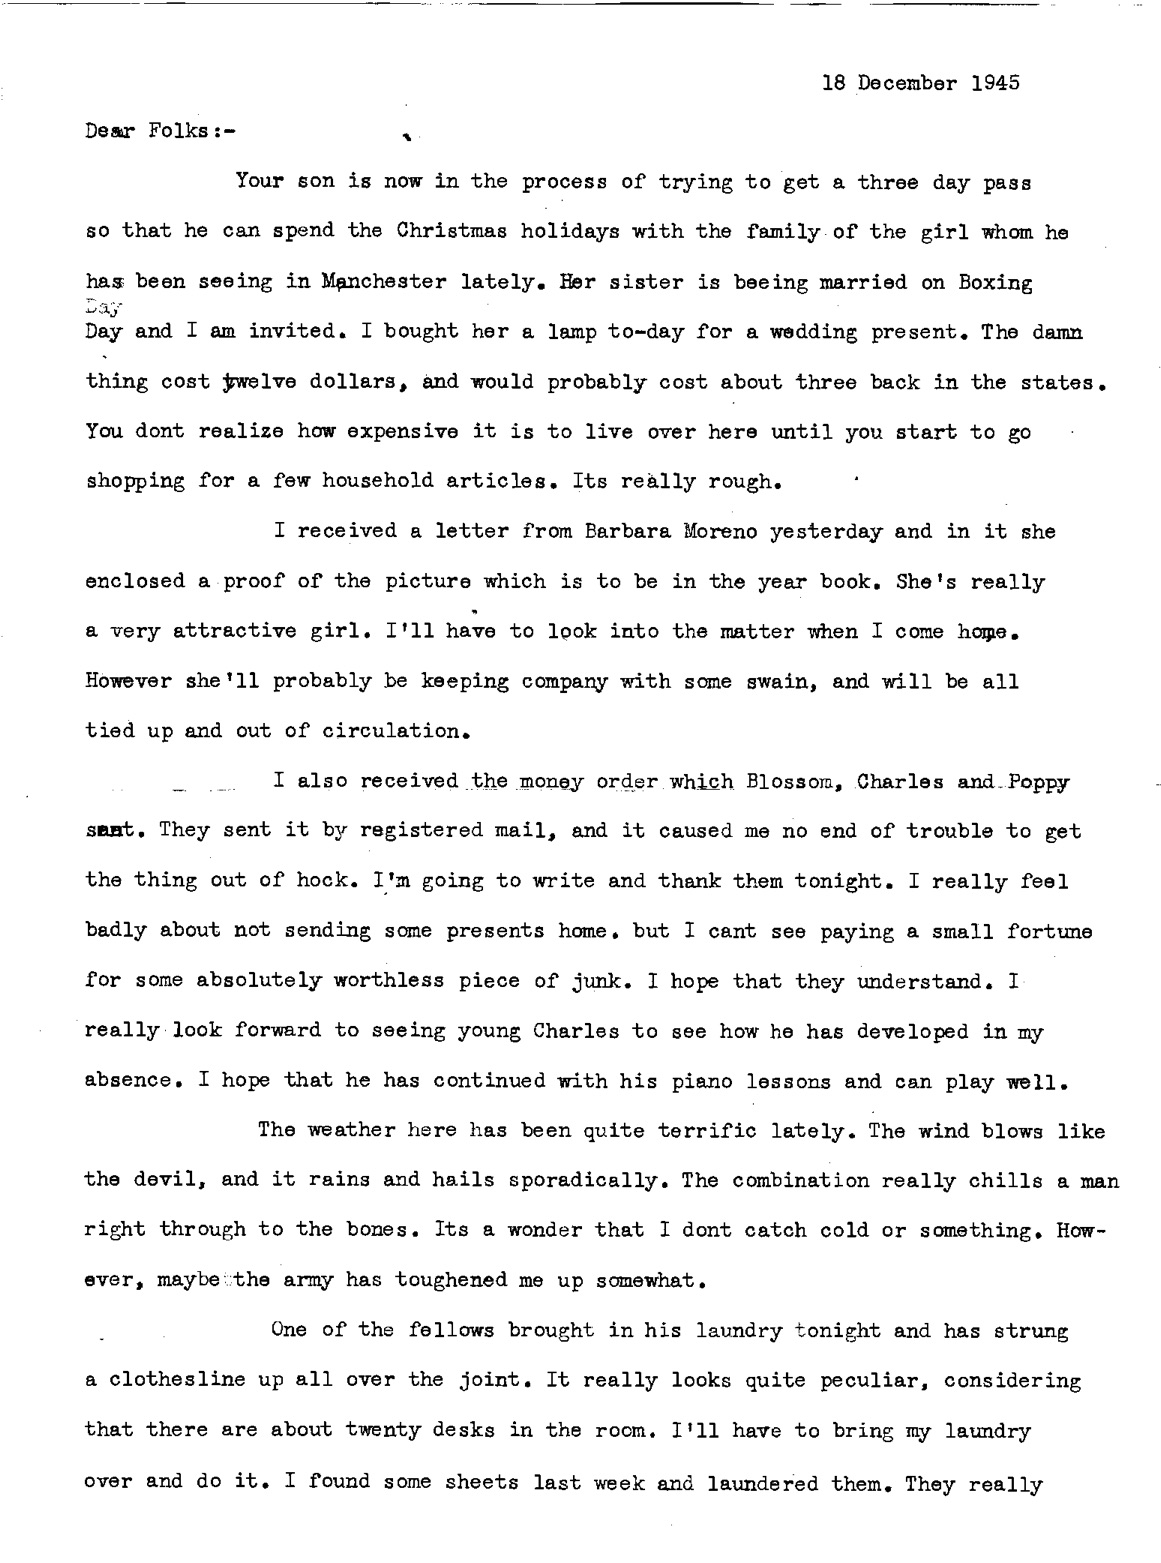 18 December 1945
Dear Folks:-
Your son is now in the process of trying to get a three day pass
so that he can spend the Christmas holidays with the family of the girl whom he
has been seeing in Manchester lately. Her sister is beeing married on Boxing
Day
Day and I am invited. I bought her a lamp to-day for a wedding present. The damn
thing cost twelve dollars, and would probably cost about three back in the states.
You dont realize how expensive it is to live over here until you start to go
shopping for a few household articles. Its really rough.
I received a letter from Barbara Moreno yesterday and in it she
enclosed a proof of the picture which is to be in the year book. She's really
a very attractive girl. I'll have to look into the matter when I come home.
However she'll probably be keeping company with some swain, and will be all
tied up and out of circulation.
I also received the money order which Blossom, Charles and Poppy
sent. They sent it by registered mail, and it caused me no end of trouble to get
the thing out of hock. I'm going to write and thank them tonight. I really feel
badly about not sending some presents home. but I cant see paying a small fortune
for some absolutely worthless piece of junk. I hope that they understand. I
really look forward to seeing young Charles to see how he has developed in my
absence. I hope that he has continued with his piano lessons and can play well.
The weather here has been quite terrific lately. The wind blows like
the devil, and it rains and hails sporadically. The combination really chills a man
right through to the bones. Its a wonder that I dont catch cold or something. How-
ever, maybe the army has toughened me up somewhat.
One of the fellows brought in his laundry tonight and has strung
a clothesline up all over the joint. It really looks quite peculiar, considering
that there are about twenty desks in the room. I'll have to bring my laundry
over and do it. I found some sheets last week and laundered them. They really